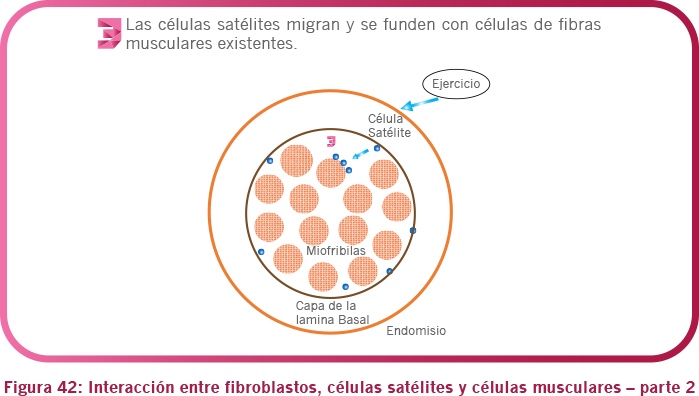 3 Las células satélites migran y se funden con células de fibras
musculares existentes.
Ejercicio
Célula
Satélite
3
Miofribilas
Capa de la
lamina Basal
Endomisio
Figura 42: Interacción entre fibroblastos, células satélites y células musculares – parte 2